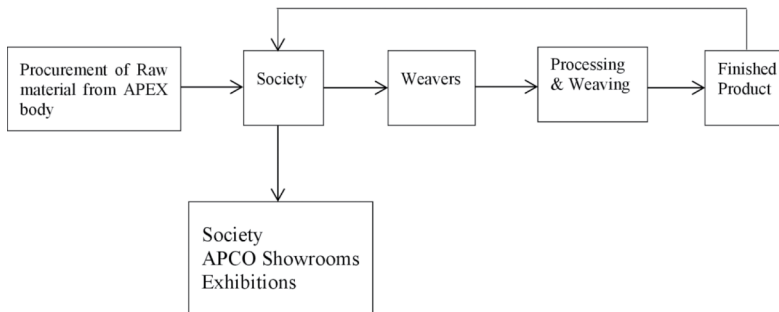 Procurement of Raw
material from APEX
body
Society
Weavers
Processing
& Weaving
Finished
Product
Society
APCO Showrooms
Exhibitions